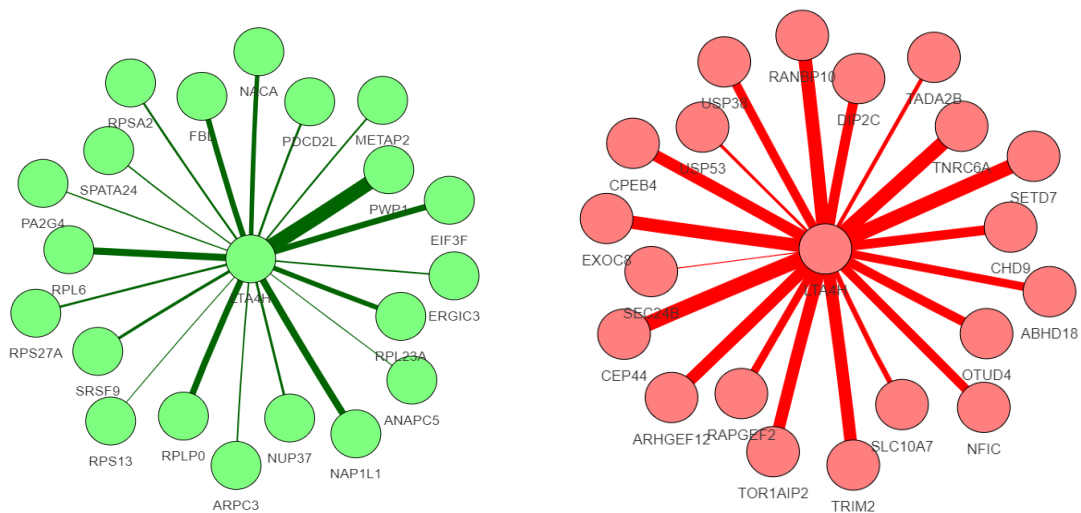 NACA
RPSA2
FBL
PDCD2L
METAP2
SPATA24
PWP1
PA2G4
EIF3F
RPL6
LTA4H
ERGIC3
RPS27A
RPL23A
SRSF9
ANAPC5
RPS13
RPLP0
NUP37
NAP1L1
ARPC3
RANBP10
USP38
TADA2B
DIP2C
USP53
TNRC6A
CPEB4
SETD7
EXOC8
CHD9
LTA4H
SEC24B
ABHD18
CEP44
OTUD4
ARHGEF12
RAPGEF2
SLC10A7
NFIC
TOR1AIP2
TRIM2